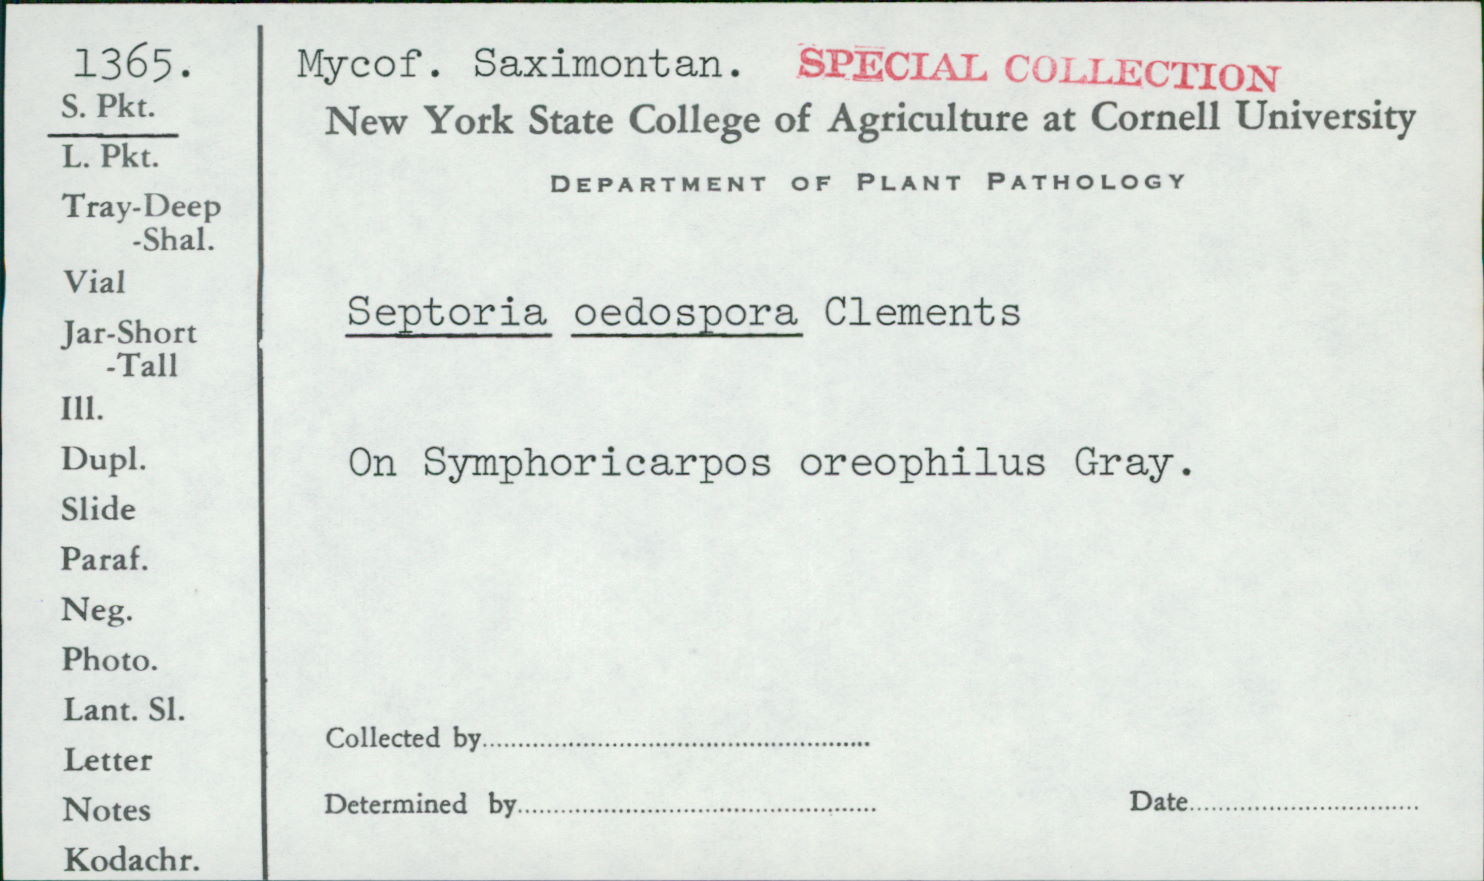 1365.
S. Pkt.
L. Pkt.
Tray-Deep
-Shal.
Vial
Jar-Short
-Tall
Ill.
Dupl.
Slide
Paraf.
Neg.
Photo.
Lant. Sl.
Letter
Notes
Kodachr.
Mycof. Saximontan. SPECIAL COLLECTION
New York State College of Agriculture at Cornell University
DEPARTMENT OF PLANT PATHOLOGY
Septoria oedospora Clements
On Symphoricarpos oreophilus Gray.
Collected by
Determined by
Date